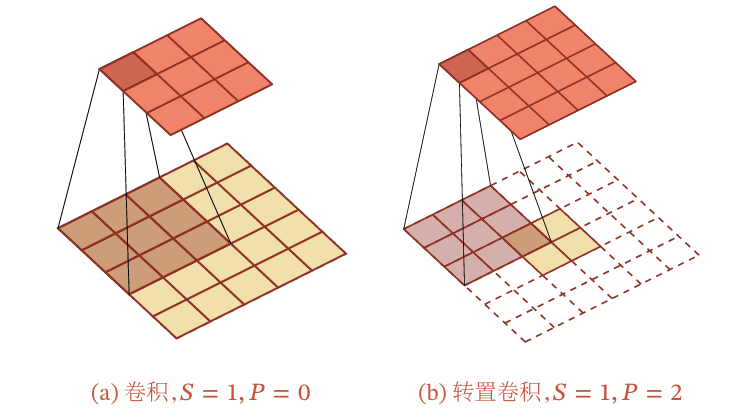 (a) 卷积,S = 1,P = 0
(b) 转置卷积,S = 1,P = 2